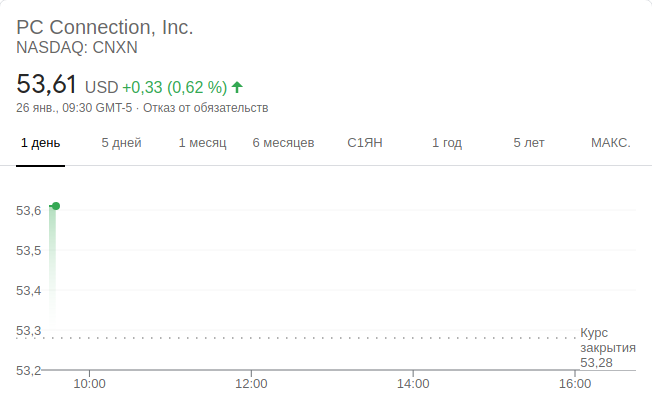 PC Connection, Inc.
NASDAQ: CNXN
53,61 USD +0,33 (0,62 %)
26 янв., 09:30 GMT-5 · Отказ от обязательств
1 день 5 дней 1 месяц 6 месяцев С1ЯН 1 год 5 лет МАКС.
53,6
53,5
53,4
53,3
Курс
закрытия
53,28
53,2
10:00 12:00 14:00 16:00